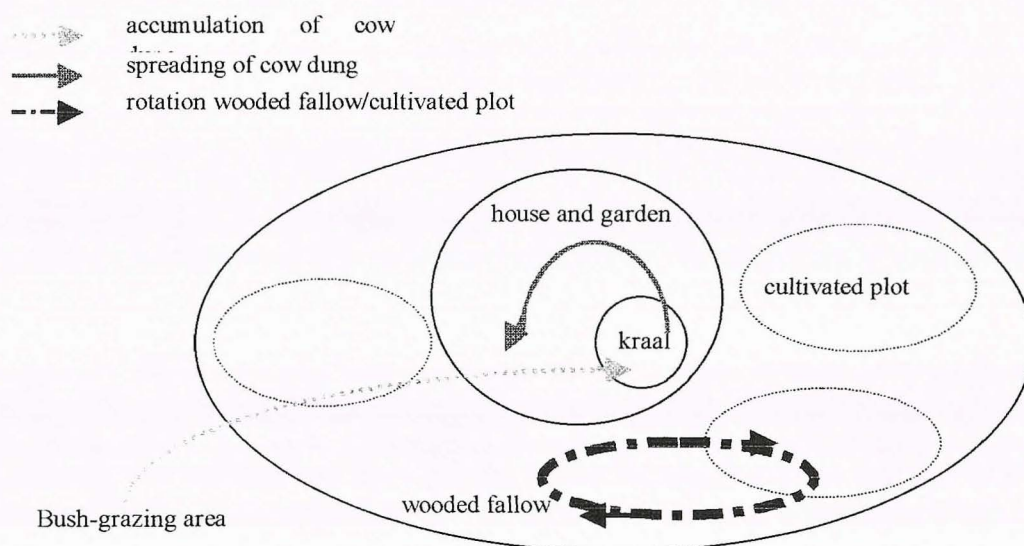 accumulation of cow
spreading of cow dung
rotation wooded fallow/cultivated plot
house and garden
cultivated plot
kraal
wooded fallow
Bush-grazing area